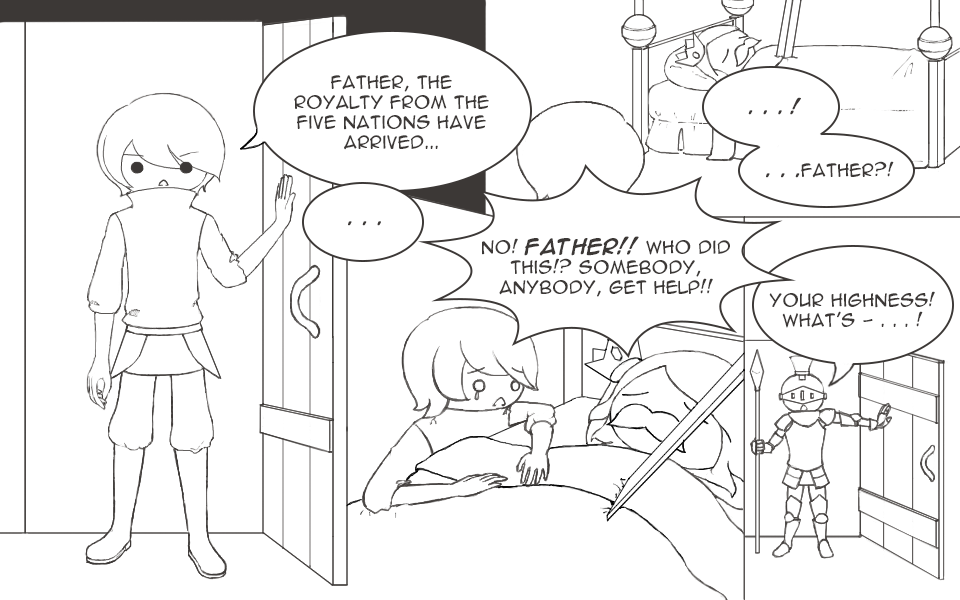 FATHER, THE
ROYALTY FROM THE
FIVE NATIONS HAVE
ARRIVED...
. . .
. . .!
. . .FATHER?!
NO! FATHER!! WHO DID
THIS!? SOMEBODY,
ANYBODY, GET HELP!!
YOUR HIGHNESS!
WHAT'S - . . . !